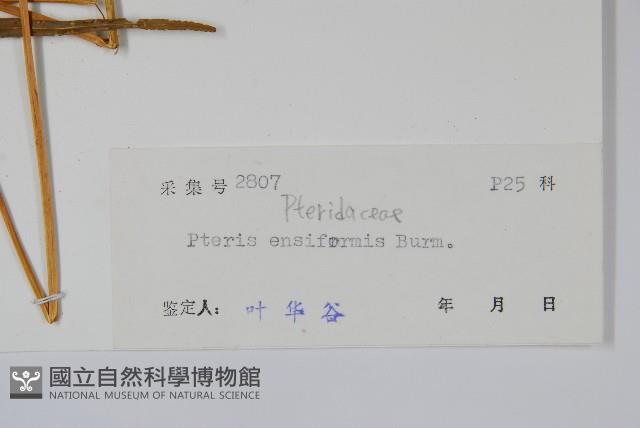 采集号 2807 P25 科
Pteridaceae
Pteris ensiformis Burm.
鉴定人: 叶华谷 年 月 日
國立自然科學博物館
NATIONAL MUSEUM OF NATURAL SCIENCE